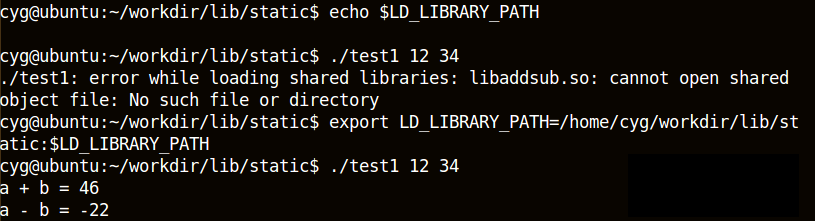 cyg@ubuntu:~/workdir/lib/static$ echo $LD_LIBRARY_PATH
cyg@ubuntu:~/workdir/lib/static$ ./test1 12 34
./test1: error while loading shared libraries: libaddsub.so: cannot open shared
object file: No such file or directory
cyg@ubuntu:~/workdir/lib/static$ export LD_LIBRARY_PATH=/home/cyg/workdir/lib/st
atic:$LD_LIBRARY_PATH
cyg@ubuntu:~/workdir/lib/static$ ./test1 12 34
a + b = 46
a - b = -22